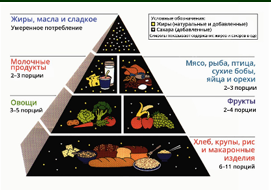 Жиры, масла и сладкое
Умеренное потребление
Условные обозначения:
Жиры (натуральные и добавленные)
Сахара (добавленные)
Молочные
продукты
2–3 порции
Мясо, рыба, птица,
сухие бобы,
яйца и орехи
2–3 порции
Овощи
3–5 порций
Фрукты
2–4 порции
Хлеб, крупы, рис
и макаронные
изделия
6–11 порций